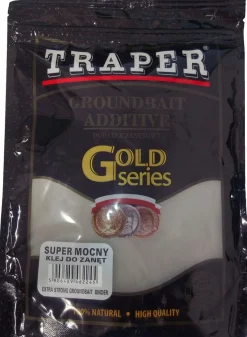 TRAPER
GROUNDBAIT
ADDITIVE
GOLD
series
SUPER MOCNY
KLEJ DO ZANĘT
EXTRA STRONG GROUNDBAIT BINDER
100% NATURAL • HIGH QUALITY